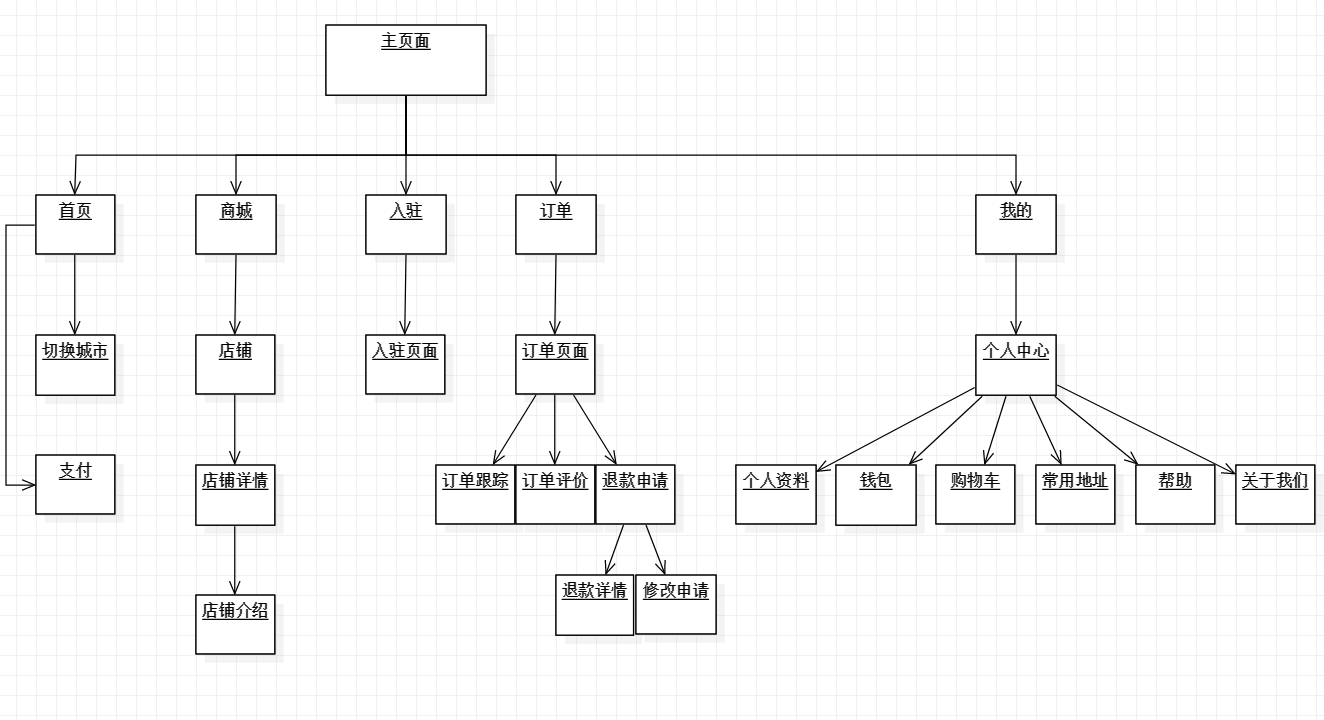 主页面
首页
商城
入驻
订单
我的
切换城市
店铺
入驻页面
订单页面
个人中心
支付
店铺详情
订单跟踪
订单评价
退款申请
个人资料
钱包
购物车
常用地址
帮助
关于我们
退款详情
修改申请
店铺介绍